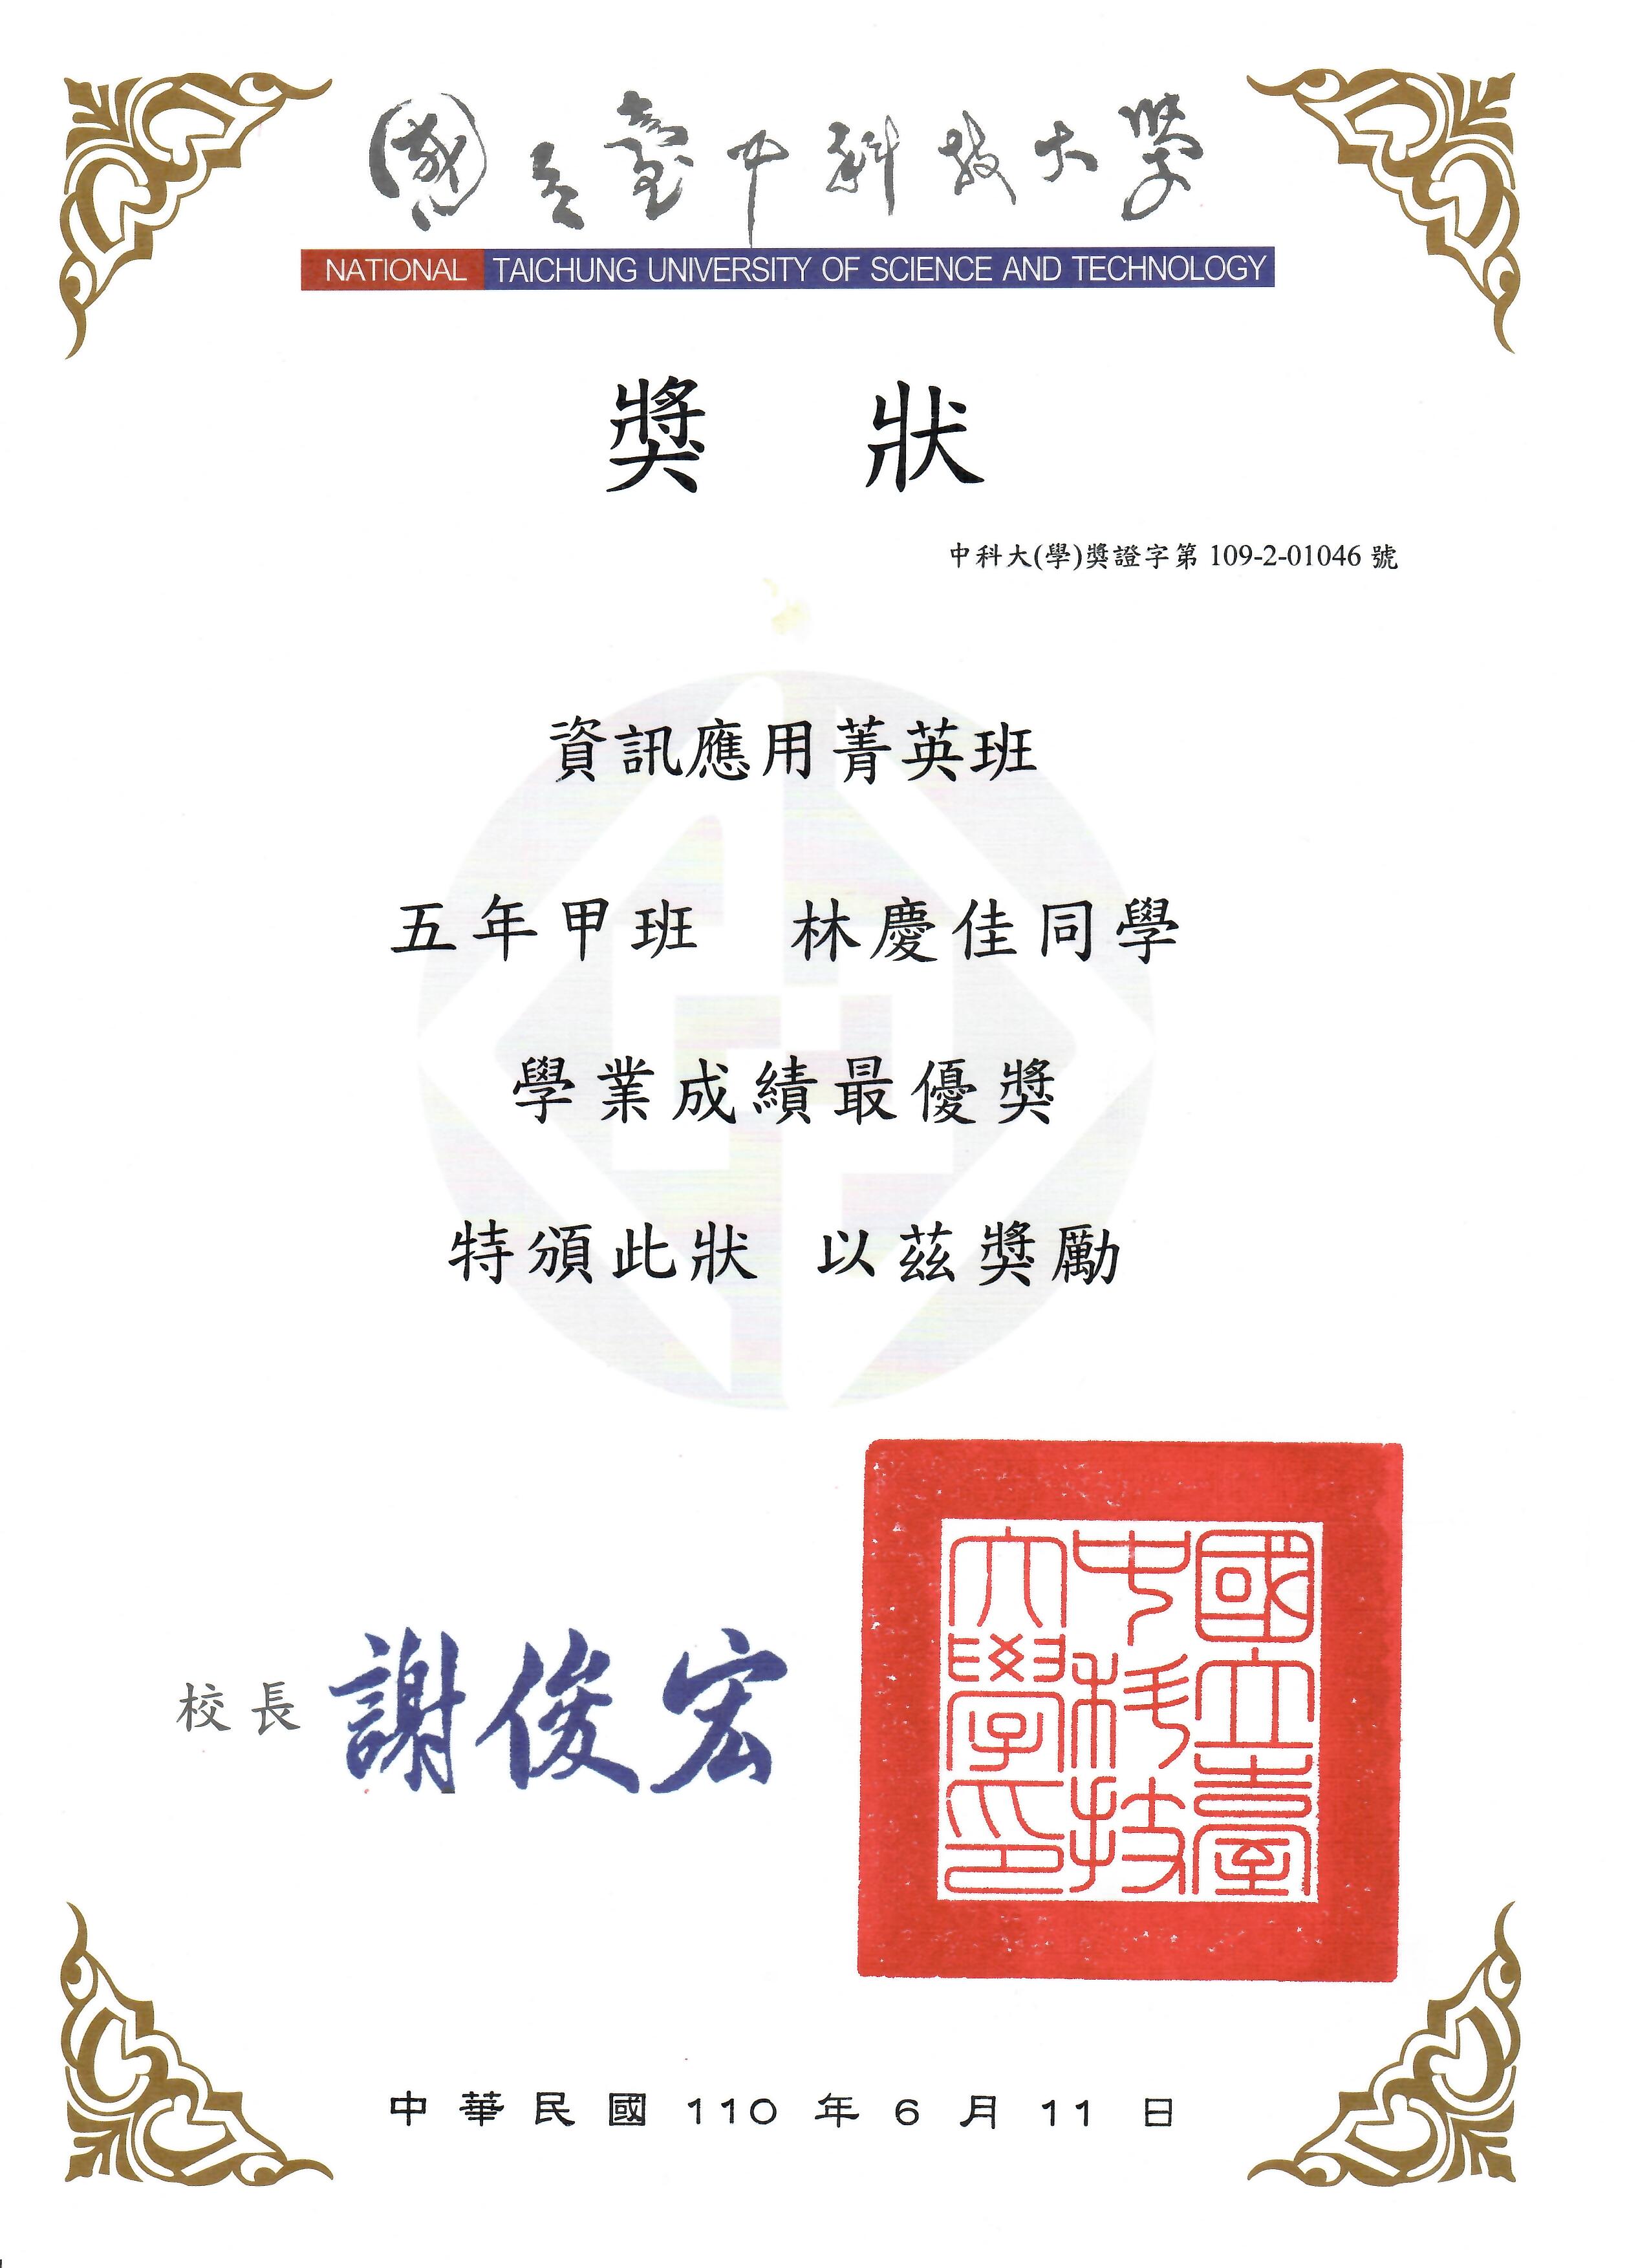 國立臺中科技大學
NATIONAL TAICHUNG UNIVERSITY OF SCIENCE AND TECHNOLOGY
獎 狀
中科大(學)獎證字第 109-2-01046 號
資訊應用菁英班
五年甲班 林慶佳同學
學業成績最優獎
特頒此狀 以茲獎勵
國立臺
中科技
大學印
校長 謝俊宏
中華民國 110 年 6 月 11 日